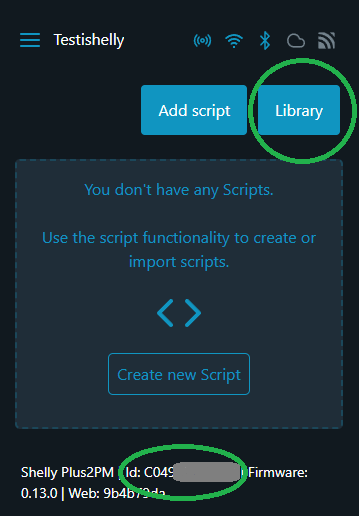 Testishelly
Add script
Library
You don't have any Scripts.
Use the script functionality to create or
import scripts.
Create new Script
Shelly Plus2PM | Id: C049 | Firmware:
0.13.0 | Web: 9b4b79da